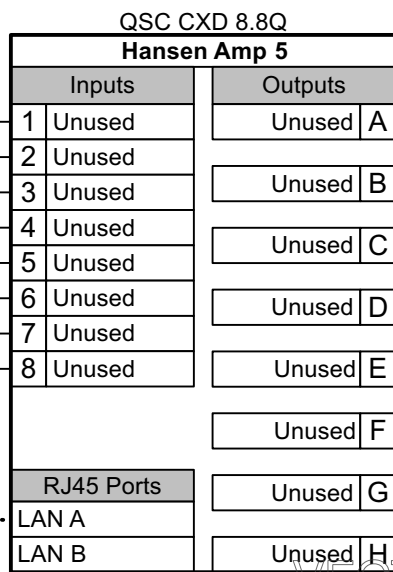 QSC CXD 8.8Q
Hansen Amp 5
Inputs
Outputs
1 Unused
2 Unused
3 Unused
4 Unused
5 Unused
6 Unused
7 Unused
8 Unused
Unused A
Unused B
Unused C
Unused D
Unused E
Unused F
Unused G
Unused H
RJ45 Ports
LAN A
LAN B